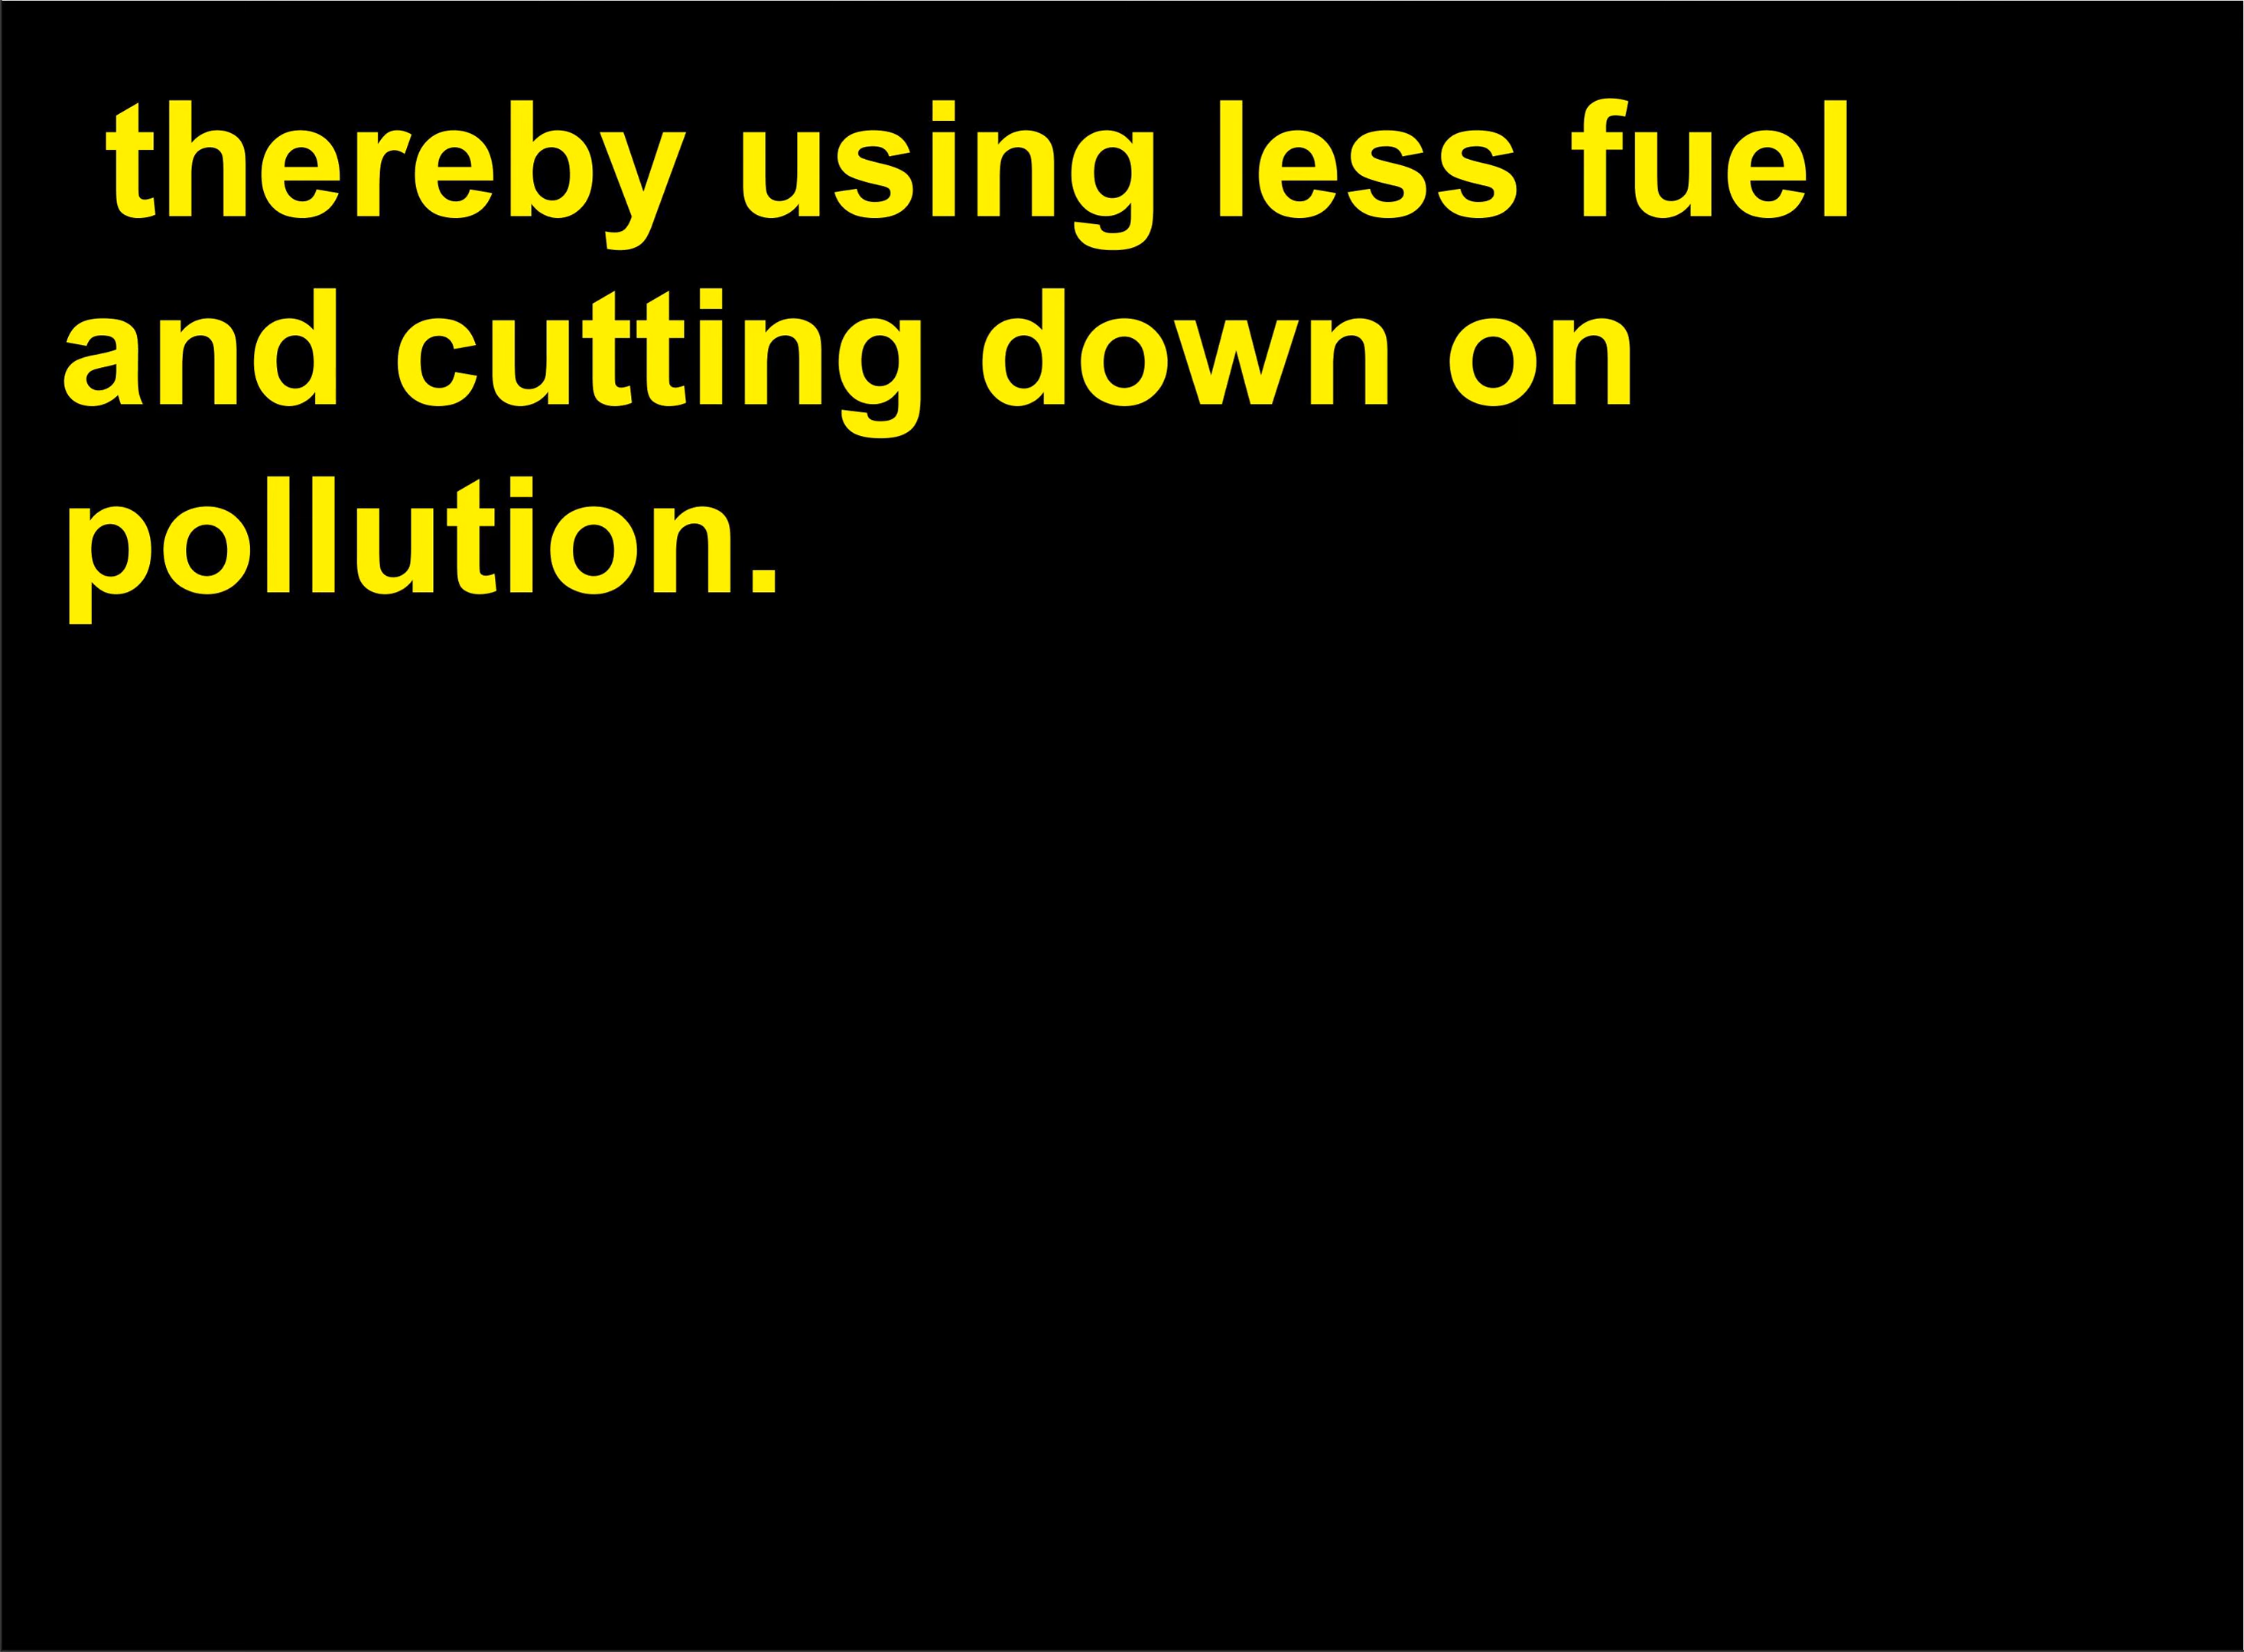 thereby using less fuel
and cutting down on
pollution.